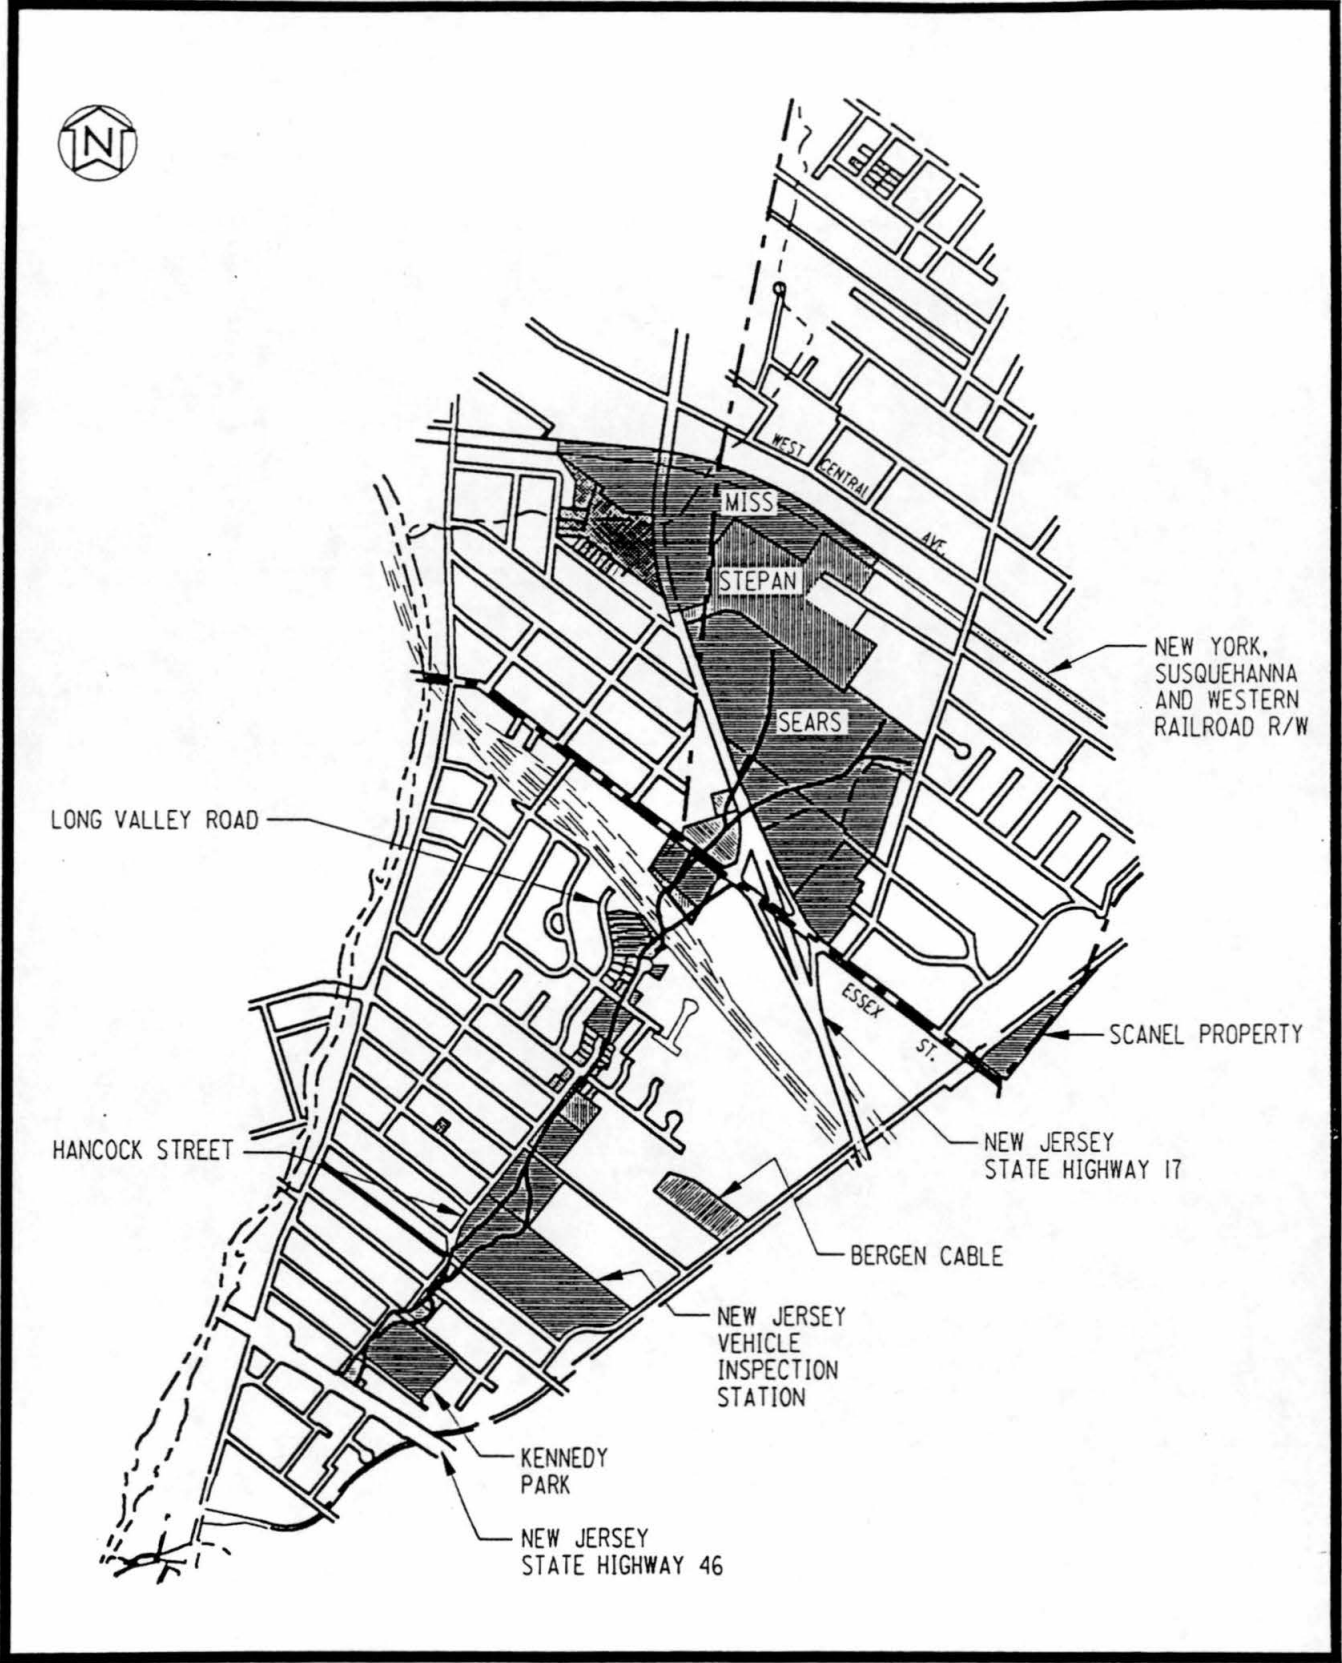 N
WEST CENTRAL AVE.
MISS
STEPAN
NEW YORK,
SUSQUEHANNA
AND WESTERN
RAILROAD R/W
SEARS
LONG VALLEY ROAD
ESSEX ST.
SCANEL PROPERTY
HANCOCK STREET
NEW JERSEY
STATE HIGHWAY 17
BERGEN CABLE
NEW JERSEY
VEHICLE
INSPECTION
STATION
KENNEDY
PARK
NEW JERSEY
STATE HIGHWAY 46